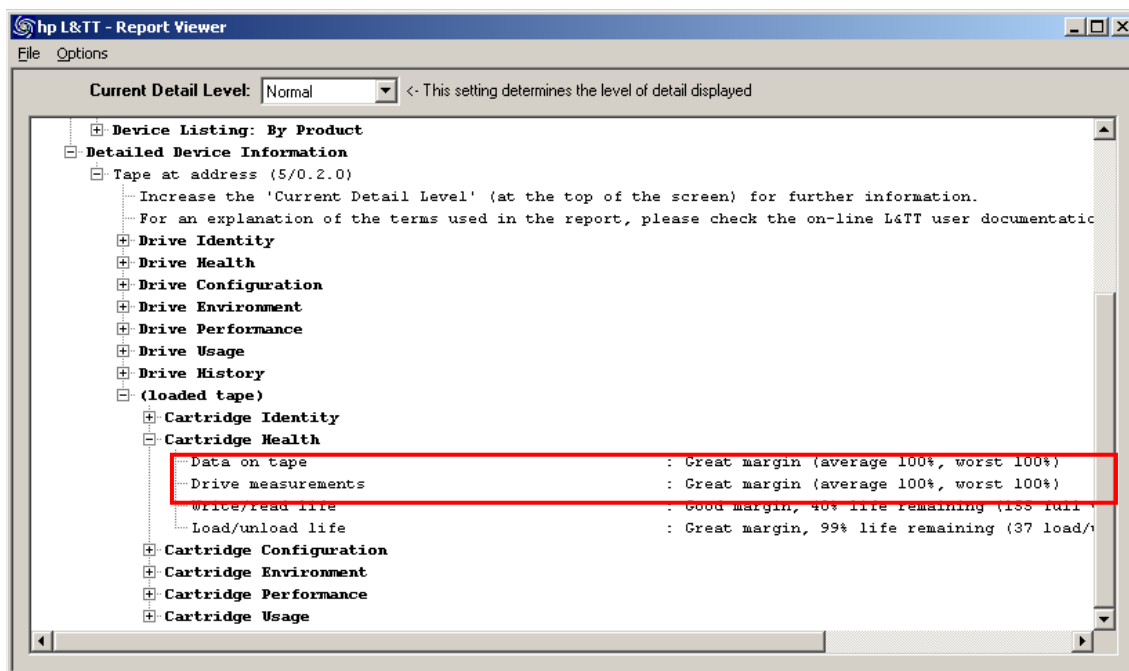 hp L&TT - Report Viewer
File Options
Current Detail Level: Normal <- This setting determines the level of detail displayed
Device Listing: By Product
Detailed Device Information
Tape at address (5/0.2.0)
Increase the 'Current Detail Level' (at the top of the screen) for further information.
For an explanation of the terms used in the report, please check the on-line L&TT user documentatio
Drive Identity
Drive Health
Drive Configuration
Drive Environment
Drive Performance
Drive Usage
Drive History
(loaded tape)
Cartridge Identity
Cartridge Health
Data on tape : Great margin (average 100%, worst 100%)
Drive measurements : Great margin (average 100%, worst 100%)
Write/read life : Good margin, 40% life remaining (155 full
Load/unload life : Great margin, 99% life remaining (37 load/
Cartridge Configuration
Cartridge Environment
Cartridge Performance
Cartridge Usage